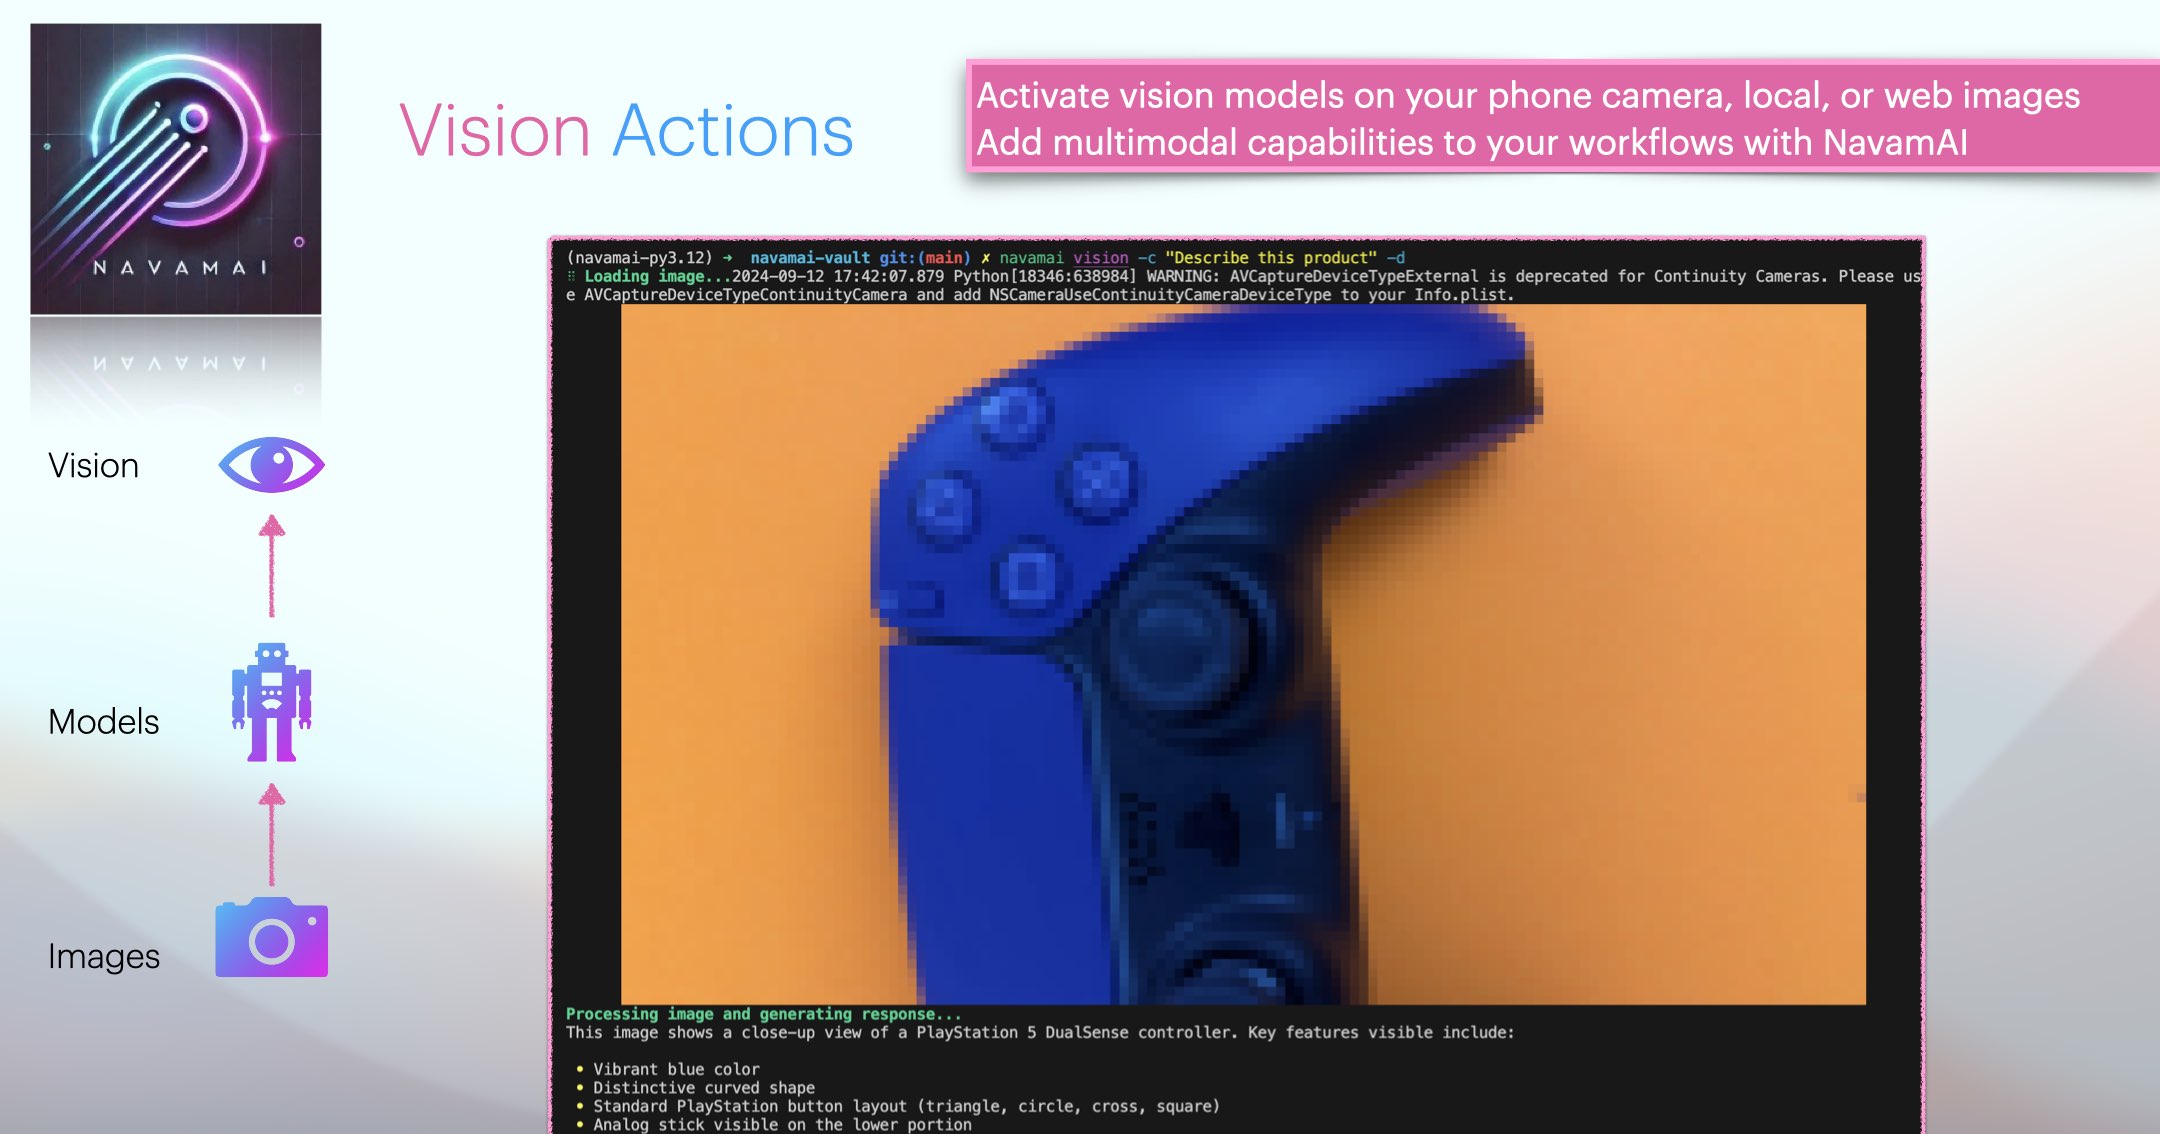 NAVAMAI
Vision Actions
Activate vision models on your phone camera, local, or web images
Add multimodal capabilities to your workflows with NavamAI
Vision
Models
Images
(navamai-py3.12) ➜ navamai-vault git:(main) ✗ navamai vision -c "Describe this product" -d
⠿ Loading image...2024-09-12 17:42:07.879 Python[18346:638984] WARNING: AVCaptureDeviceTypeExternal is deprecated for Continuity Cameras. Please us
e AVCaptureDeviceTypeContinuityCamera and add NSCameraUseContinuityCameraDeviceType to your Info.plist.
Processing image and generating response...
This image shows a close-up view of a PlayStation 5 DualSense controller. Key features visible include:
• Vibrant blue color
• Distinctive curved shape
• Standard PlayStation button layout (triangle, circle, cross, square)
• Analog stick visible on the lower portion